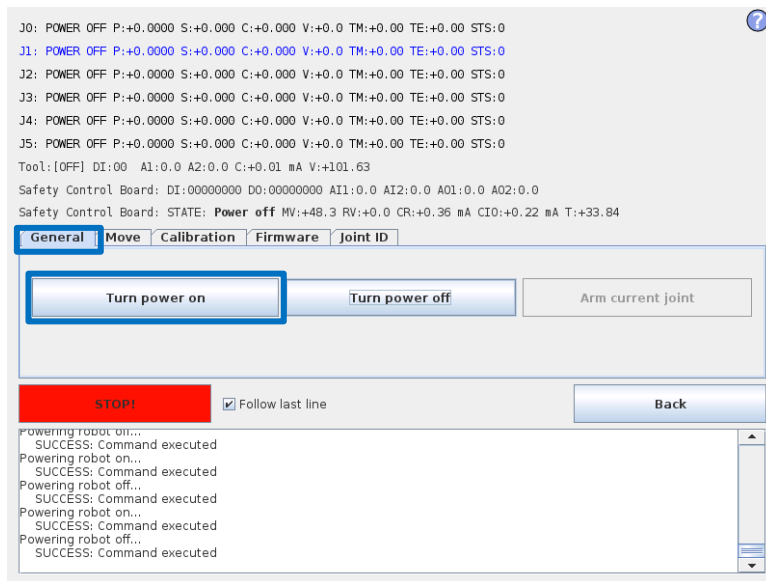 J0: POWER OFF P:+0.0000 S:+0.000 C:+0.000 V:+0.0 TM:+0.00 TE:+0.00 STS:0
?
J1: POWER OFF P:+0.0000 S:+0.000 C:+0.000 V:+0.0 TM:+0.00 TE:+0.00 STS:0
J2: POWER OFF P:+0.0000 S:+0.000 C:+0.000 V:+0.0 TM:+0.00 TE:+0.00 STS:0
J3: POWER OFF P:+0.0000 S:+0.000 C:+0.000 V:+0.0 TM:+0.00 TE:+0.00 STS:0
J4: POWER OFF P:+0.0000 S:+0.000 C:+0.000 V:+0.0 TM:+0.00 TE:+0.00 STS:0
J5: POWER OFF P:+0.0000 S:+0.000 C:+0.000 V:+0.0 TM:+0.00 TE:+0.00 STS:0
Tool:[OFF] DI:00 A1:0.0 A2:0.0 C:+0.01 mA V:+101.63
Safety Control Board: DI:00000000 DO:00000000 AI1:0.0 AI2:0.0 AO1:0.0 AO2:0.0
Safety Control Board: STATE: Power off MV:+48.3 RV:+0.0 CR:+0.36 mA CIO:+0.22 mA T:+33.84
General Move Calibration Firmware Joint ID
Turn power on Turn power off Arm current joint
STOP! Follow last line Back
Powering robot off...
SUCCESS: Command executed
Powering robot on...
SUCCESS: Command executed
Powering robot off...
SUCCESS: Command executed
Powering robot on...
SUCCESS: Command executed
Powering robot off...
SUCCESS: Command executed